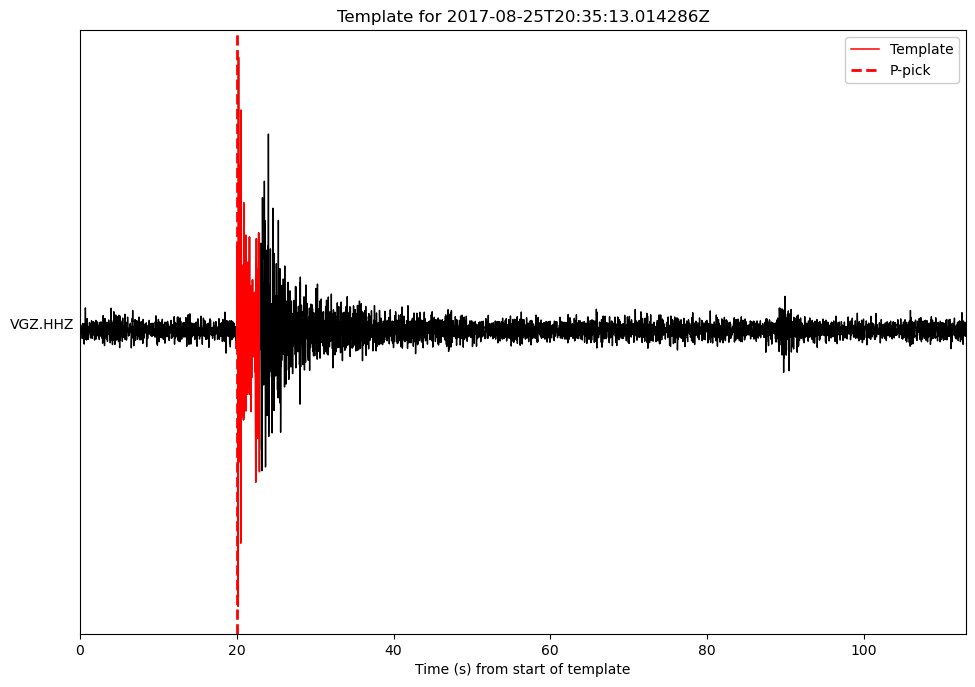 Template for 2017-08-25T20:35:13.014286Z
Template
P-pick
VGZ.HHZ
0 20 40 60 80 100
Time (s) from start of template